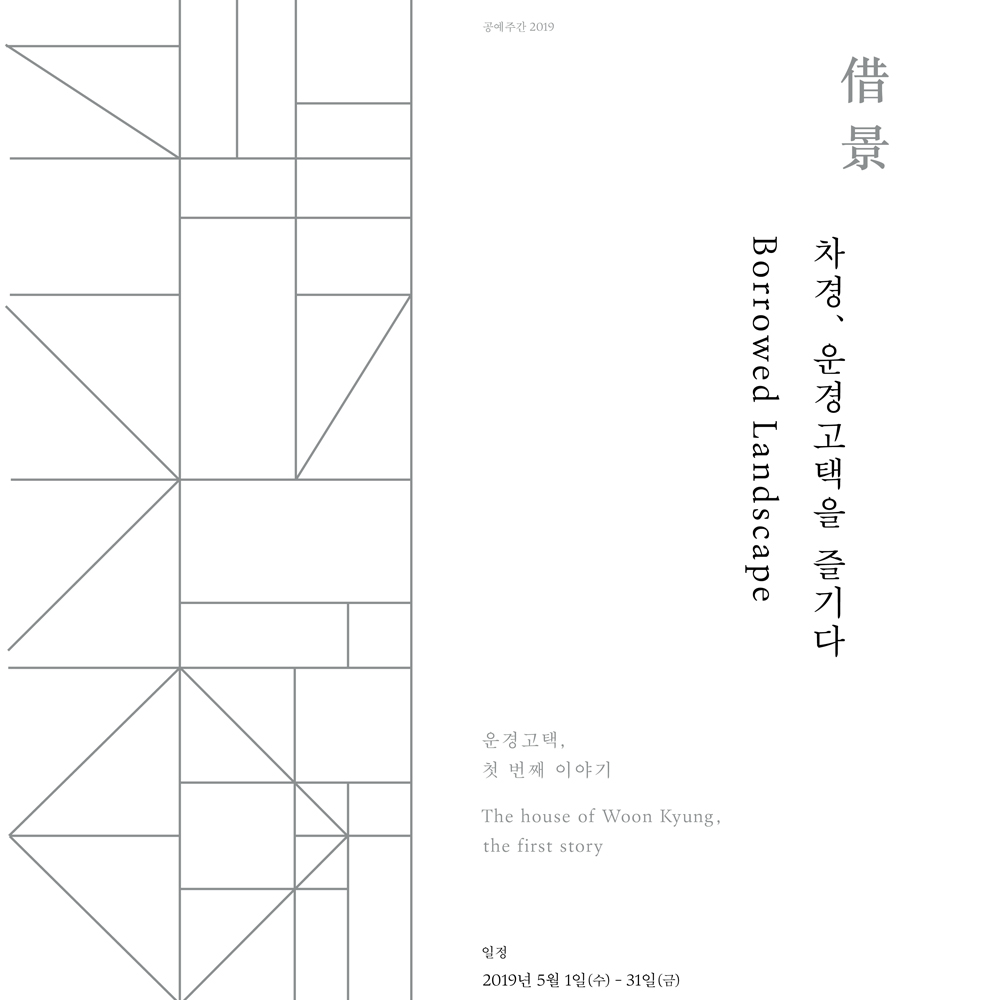 공예주간 2019
借景
차경, 운경고택을 즐기다
Borrowed Landscape
운경고택,
첫 번째 이야기
The house of Woon Kyung,
the first story
일정
2019년 5월 1일(수) - 31일(금)